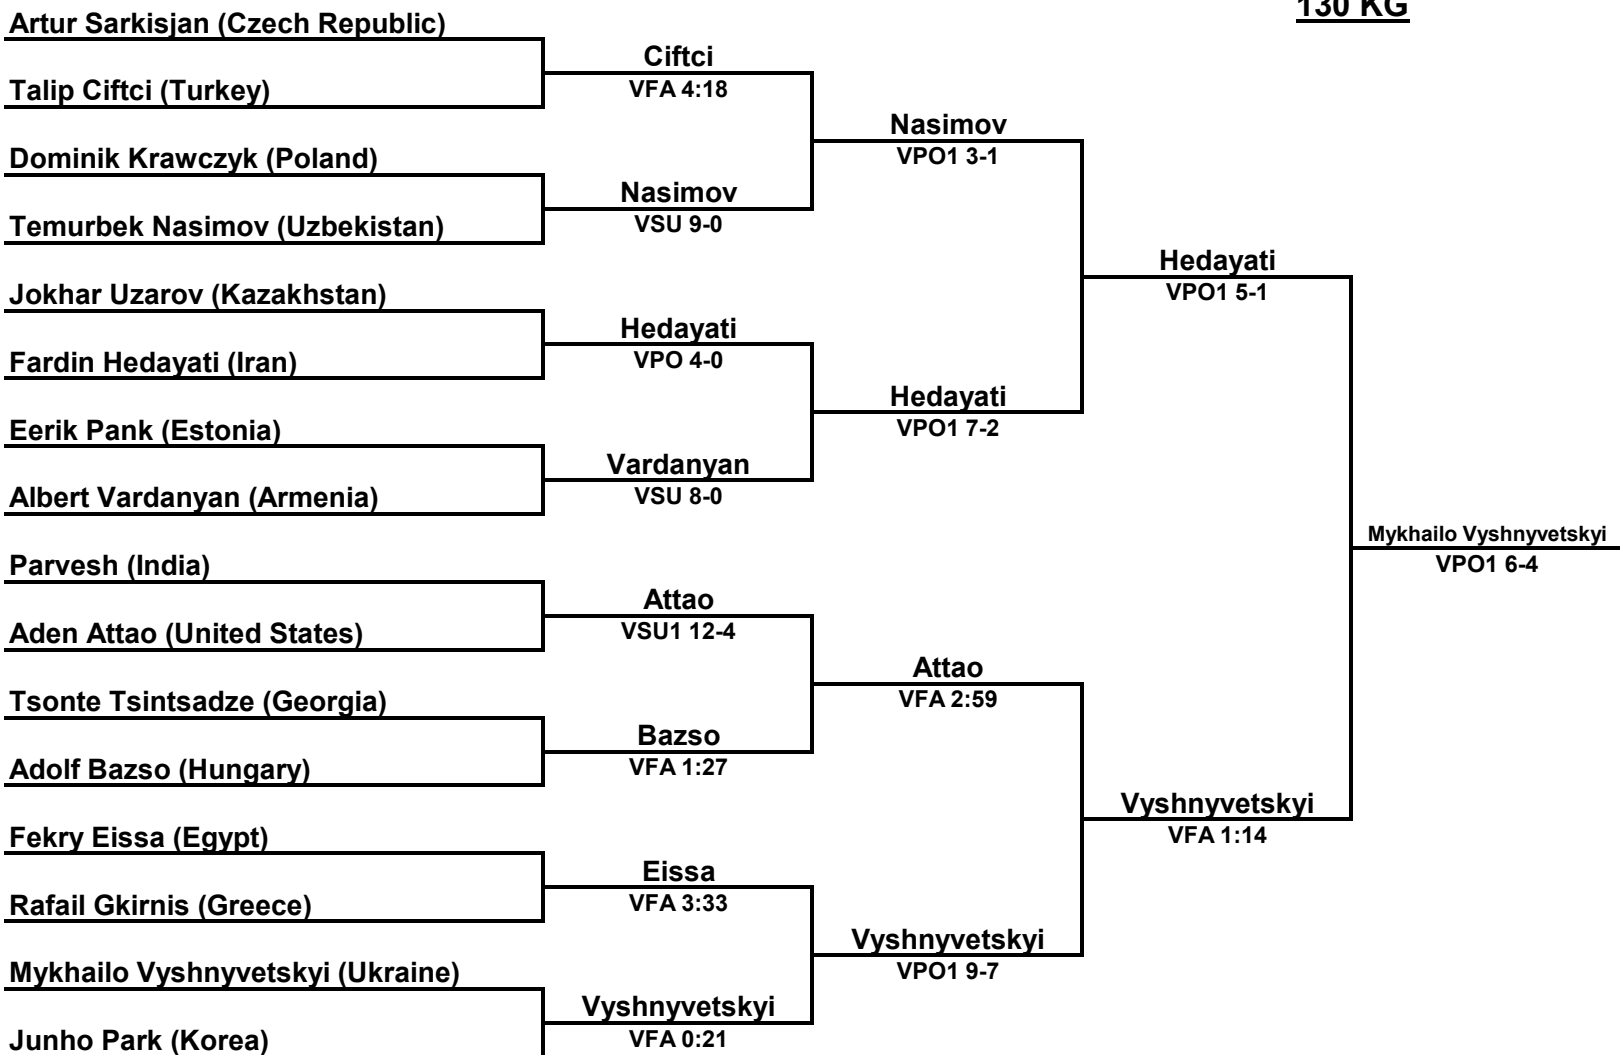 130 KG
Artur Sarkisjan (Czech Republic)
Ciftci
VFA 4:18
Talip Ciftci (Turkey)
Nasimov
VPO1 3-1
Dominik Krawczyk (Poland)
Nasimov
VSU 9-0
Temurbek Nasimov (Uzbekistan)
Hedayati
VPO1 5-1
Jokhar Uzarov (Kazakhstan)
Hedayati
VPO 4-0
Fardin Hedayati (Iran)
Hedayati
VPO1 7-2
Eerik Pank (Estonia)
Vardanyan
VSU 8-0
Albert Vardanyan (Armenia)
Mykhailo Vyshnyvetskyi
VPO1 6-4
Parvesh (India)
Attao
VSU1 12-4
Aden Attao (United States)
Attao
VFA 2:59
Tsonte Tsintsadze (Georgia)
Bazso
VFA 1:27
Adolf Bazso (Hungary)
Vyshnyvetskyi
VFA 1:14
Fekry Eissa (Egypt)
Eissa
VFA 3:33
Rafail Gkirnis (Greece)
Vyshnyvetskyi
VPO1 9-7
Mykhailo Vyshnyvetskyi (Ukraine)
Vyshnyvetskyi
VFA 0:21
Junho Park (Korea)